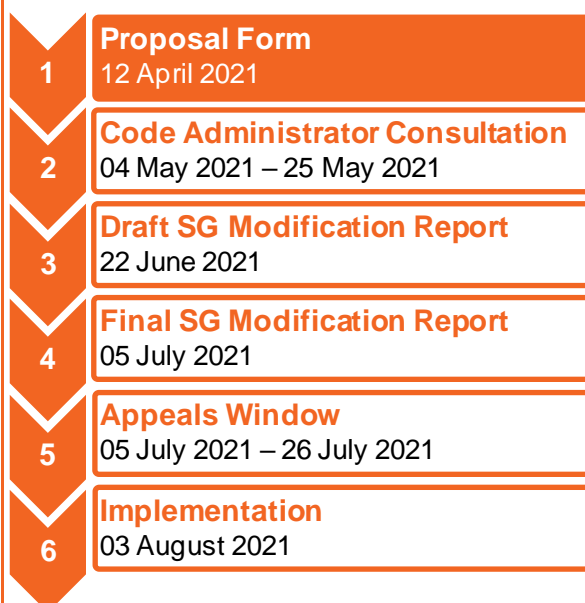 1
Proposal Form
12 April 2021
2
Code Administrator Consultation
04 May 2021 – 25 May 2021
3
Draft SG Modification Report
22 June 2021
4
Final SG Modification Report
05 July 2021
5
Appeals Window
05 July 2021 – 26 July 2021
6
Implementation
03 August 2021